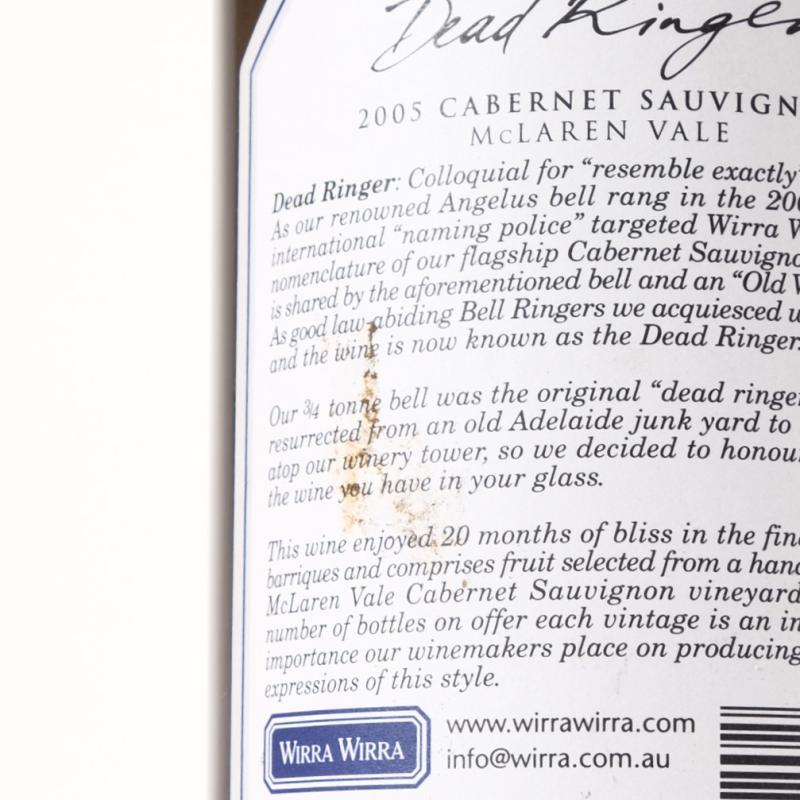 Dead Ringer
2005 CABERNET SAUVIGN
McLAREN VALE
Dead Ringer: Colloquial for “resemble exactly”
As our renowned Angelus bell rang in the 200
international “naming police” targeted Wirra W
nomenclature of our flagship Cabernet Sauvigno
is shared by the aforementioned bell and an “Old V
As good law-abiding Bell Ringers we acquiesced w
and the wine is now known as the Dead Ringer.
Our ¾ tonne bell was the original “dead ringe
resurrected from an old Adelaide junk yard to
atop our winery tower, so we decided to honou
the wine you have in your glass.
This wine enjoyed 20 months of bliss in the fin
barriques and comprises fruit selected from a hand
McLaren Vale Cabernet Sauvignon vineyard
number of bottles on offer each vintage is an in
importance our winemakers place on producing
expressions of this style.
WIRRA WIRRA
www.wirrawirra.com
info@wirra.com.au